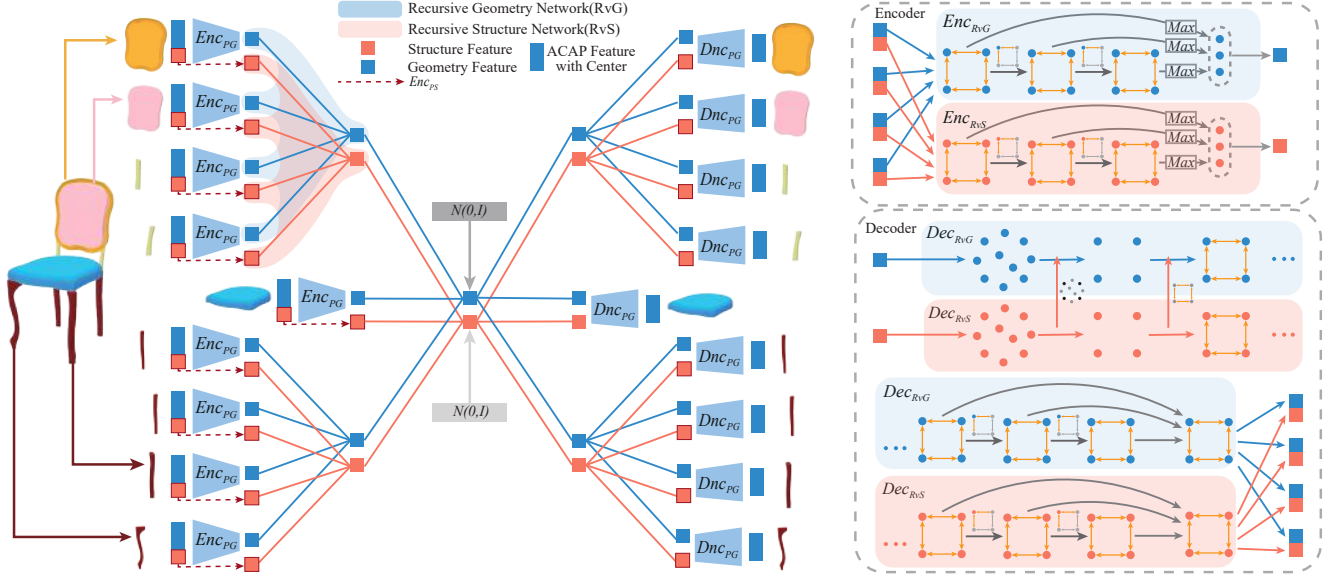 Recursive Geometry Network(RvG)
Recursive Structure Network(RvS)
Structure Feature
Geometry Feature
ACAP Feature
with Center
Enc_PS
Enc_PG
Enc_PG
Enc_PG
Enc_PG
Enc_PG
Enc_PG
Enc_PG
Enc_PG
Enc_PG
N(0,I)
N(0,I)
Dnc_PG
Dnc_PG
Dnc_PG
Dnc_PG
Dnc_PG
Dnc_PG
Dnc_PG
Dnc_PG
Dnc_PG
Encoder
Enc_RvG
Max
Max
Max
Enc_RvS
Max
Max
Max
Decoder
Dec_RvG
Dec_RvS
Dec_RvG
Dec_RvS